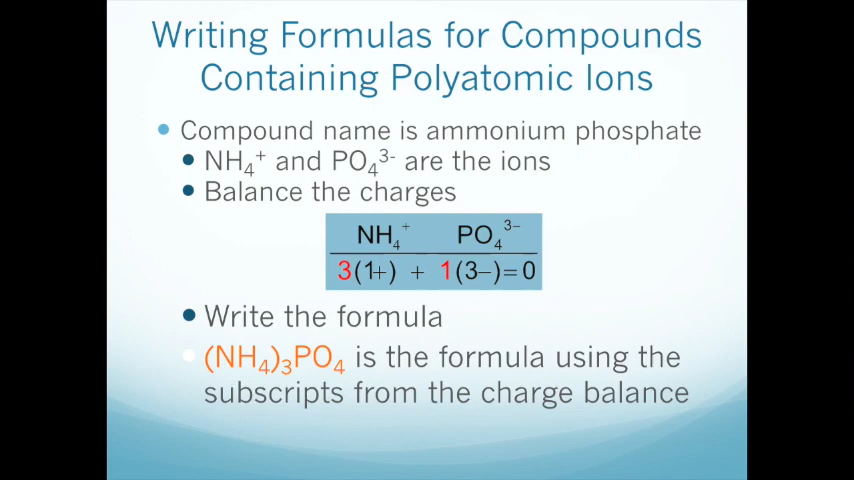 Writing Formulas for Compounds
Containing Polyatomic Ions
• Compound name is ammonium phosphate
• NH₄⁺ and PO₄³⁻ are the ions
• Balance the charges
NH₄⁺ PO₄³⁻
3(1+) + 1(3−)=0
• Write the formula
• (NH₄)₃PO₄ is the formula using the
subscripts from the charge balance